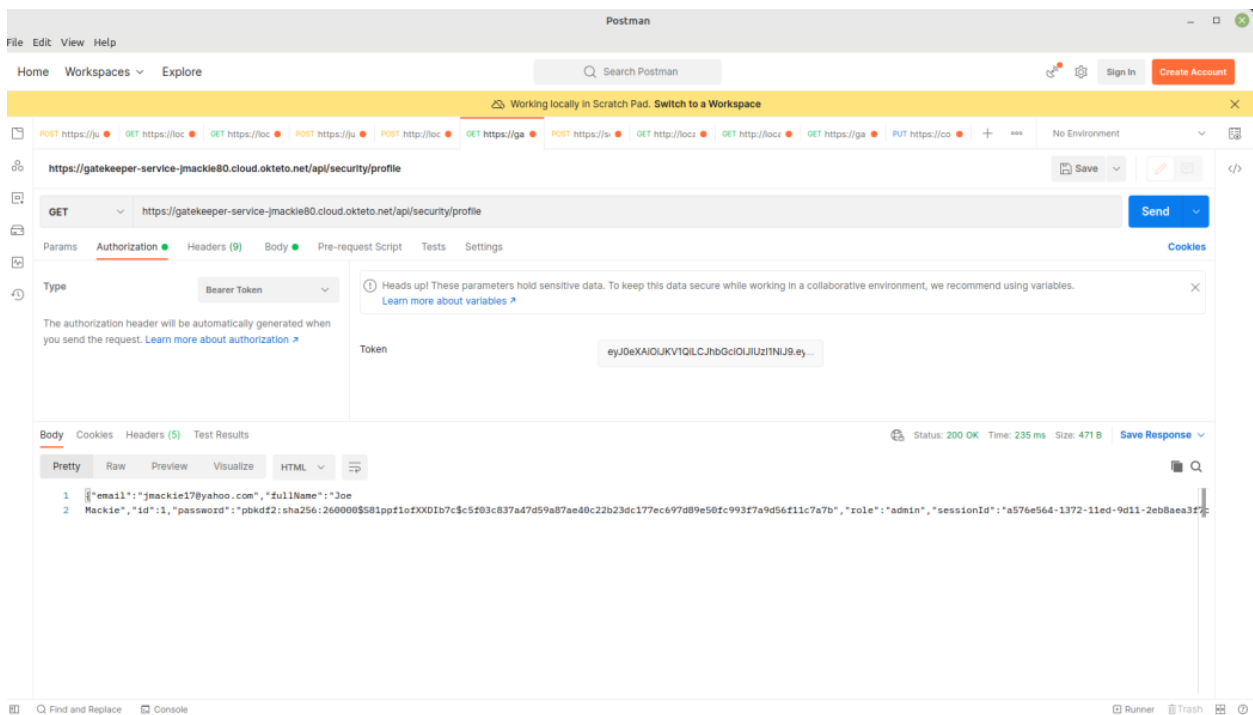 Postman
File Edit View Help
Home Workspaces Explore Search Postman Sign In Create Account
Working locally in Scratch Pad. Switch to a Workspace
POST https://ju GET https://loc GET https://loc POST https://ju POST http://loc GET https://ga POST https://s GET http://loca GET http://loca GET https://ga PUT https://co No Environment
https://gatekeeper-service-jmackie80.cloud.okteto.net/api/security/profile Save
GET https://gatekeeper-service-jmackie80.cloud.okteto.net/api/security/profile Send
Params Authorization Headers (9) Body Pre-request Script Tests Settings Cookies
Type Bearer Token
Heads up! These parameters hold sensitive data. To keep this data secure while working in a collaborative environment, we recommend using variables.
Learn more about variables
The authorization header will be automatically generated when
you send the request. Learn more about authorization
Token eyJ0eXAiOiJKV1QiLCJhbGciOiJIUzI1NiJ9.ey...
Body Cookies Headers (5) Test Results Status: 200 OK Time: 235 ms Size: 471 B Save Response
Pretty Raw Preview Visualize HTML
1 {"email":"jmackie17@yahoo.com","fullName":"Joe
2 Mackie","id":1,"password":"pbkdf2:sha256:260000$S81ppf1ofXXDIb7c$c5f03c837a47d59a87ae40c22b23dc177ec697d89e50fc993f7a9d56f11c7a7b","role":"admin","sessionId":"a576e564-1372-11ed-9d11-2eb8aea3f7
Find and Replace Console Runner Trash